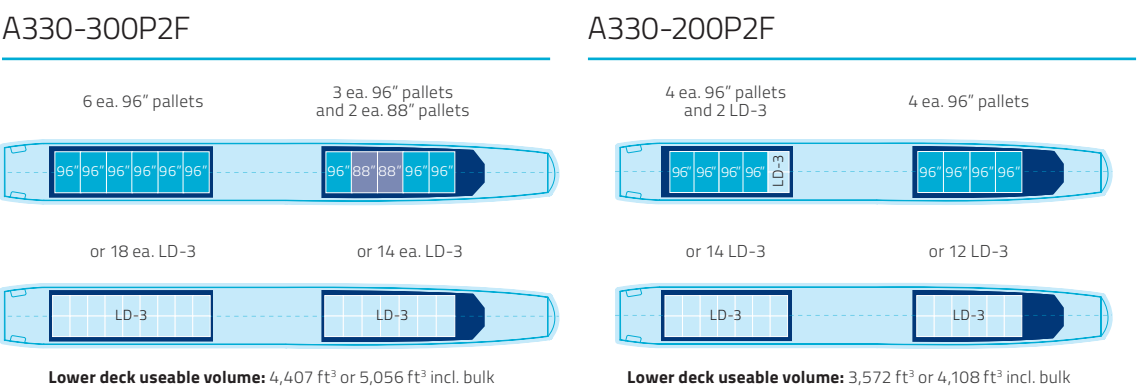 A330-300P2F
6 ea. 96” pallets
3 ea. 96” pallets
and 2 ea. 88” pallets
96” 96” 96” 96” 96” 96”
96” 88” 88” 96” 96”
or 18 ea. LD-3
or 14 ea. LD-3
LD-3
LD-3
Lower deck useable volume: 4,407 ft³ or 5,056 ft³ incl. bulk
A330-200P2F
4 ea. 96” pallets
and 2 LD-3
4 ea. 96” pallets
96” 96” 96” 96” LD-3
96” 96” 96” 96”
or 14 LD-3
or 12 LD-3
LD-3
LD-3
Lower deck useable volume: 3,572 ft³ or 4,108 ft³ incl. bulk